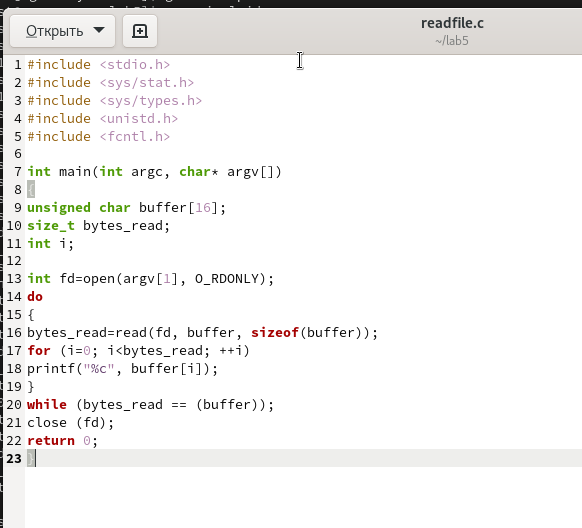 Открыть
readfile.c
~/lab5
1 #include <stdio.h>
2 #include <sys/stat.h>
3 #include <sys/types.h>
4 #include <unistd.h>
5 #include <fcntl.h>
6
7 int main(int argc, char* argv[])
8 {
9 unsigned char buffer[16];
10 size_t bytes_read;
11 int i;
12
13 int fd=open(argv[1], O_RDONLY);
14 do
15 {
16 bytes_read=read(fd, buffer, sizeof(buffer));
17 for (i=0; i<bytes_read; ++i)
18 printf("%c", buffer[i]);
19 }
20 while (bytes_read == (buffer));
21 close (fd);
22 return 0;
23 }